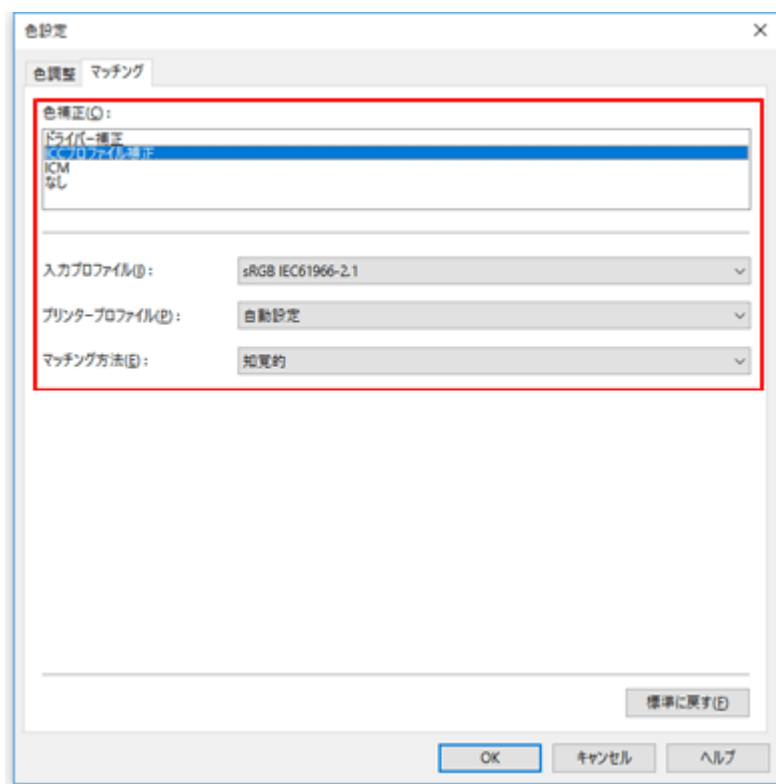 色設定
色調整 マッチング
色補正(C)：
ドライバー補正
ICCプロファイル補正
ICM
なし
入力プロファイル(I)： sRGB IEC61966-2.1
プリンタープロファイル(P)： 自動設定
マッチング方法(E)： 知覚的
標準に戻す(F)
OK キャンセル ヘルプ